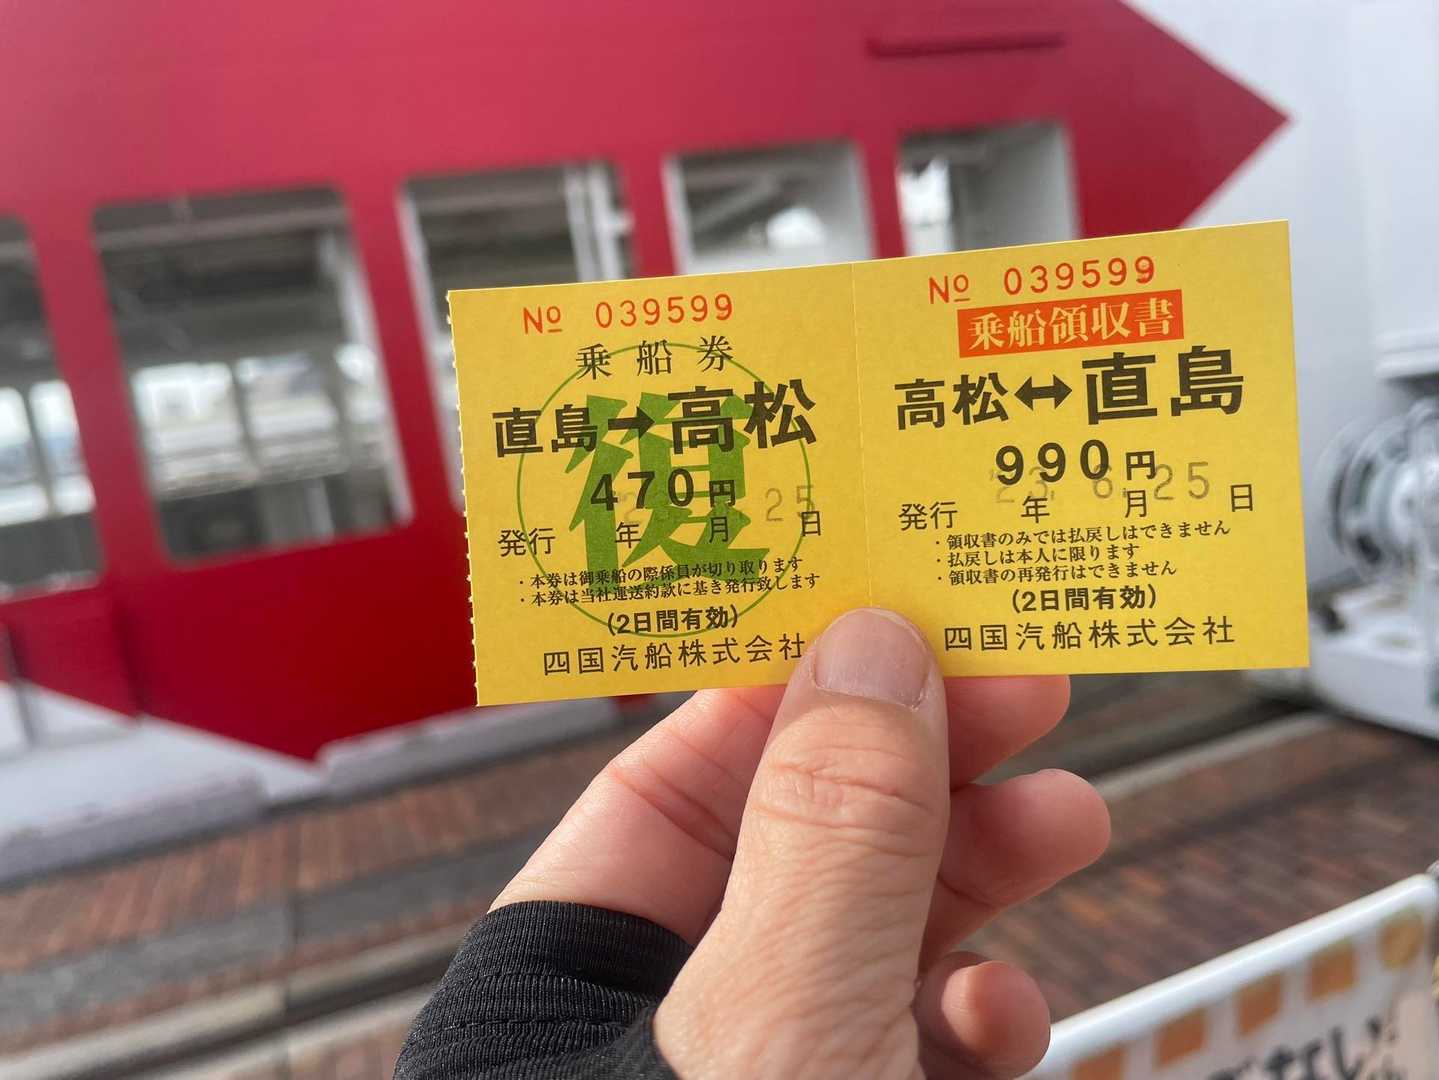 No 039599
乗船券
直島→高松
復
470円
25
発行 年 月 日
・本券は御乗船の際係員が切り取ります
・本券は当社運送約款に基き発行致します
(2日間有効)
四国汽船株式会社
No 039599
乗船領収書
高松↔直島
990円
23. 6. 25
発行 年 月 日
・領収書のみでは払戻しはできません
・払戻しは本人に限ります
・領収書の再発行はできません
(2日間有効)
四国汽船株式会社